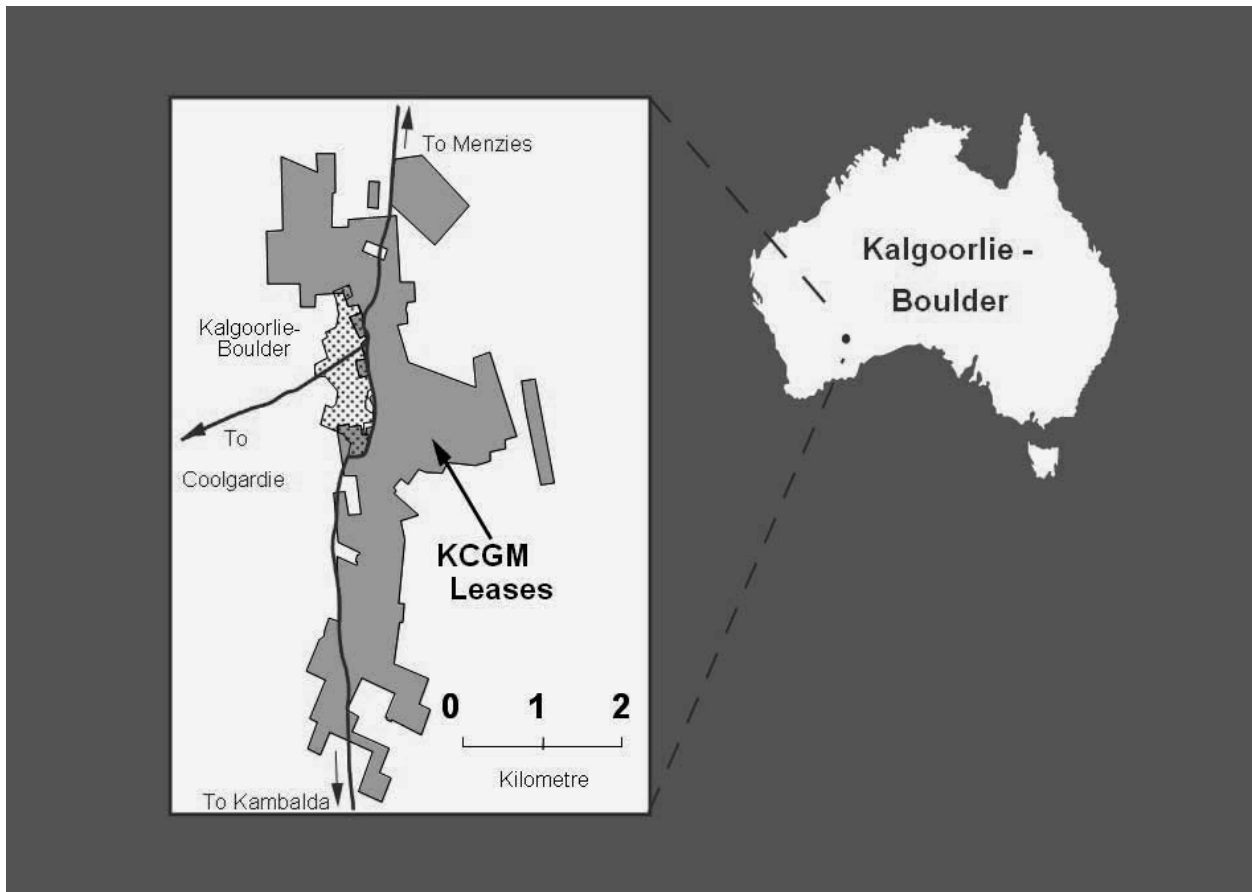 To Menzies
Kalgoorlie-
Boulder
To
Coolgardie
KCGM
Leases
0 1 2
Kilometre
To Kambalda
Kalgoorlie -
Boulder